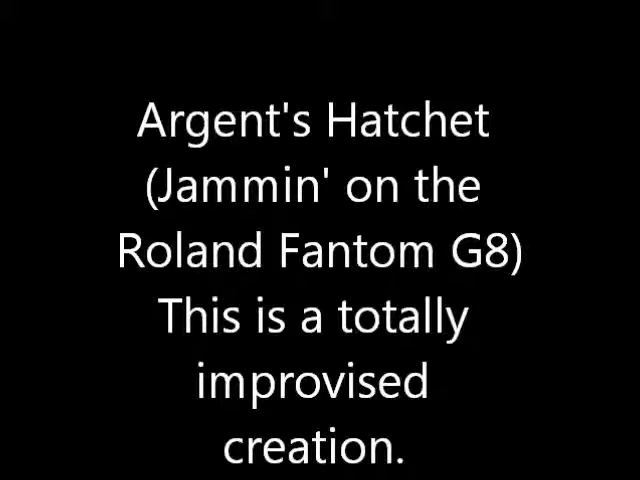 Argent's Hatchet
(Jammin' on the
Roland Fantom G8)
This is a totally
improvised
creation.